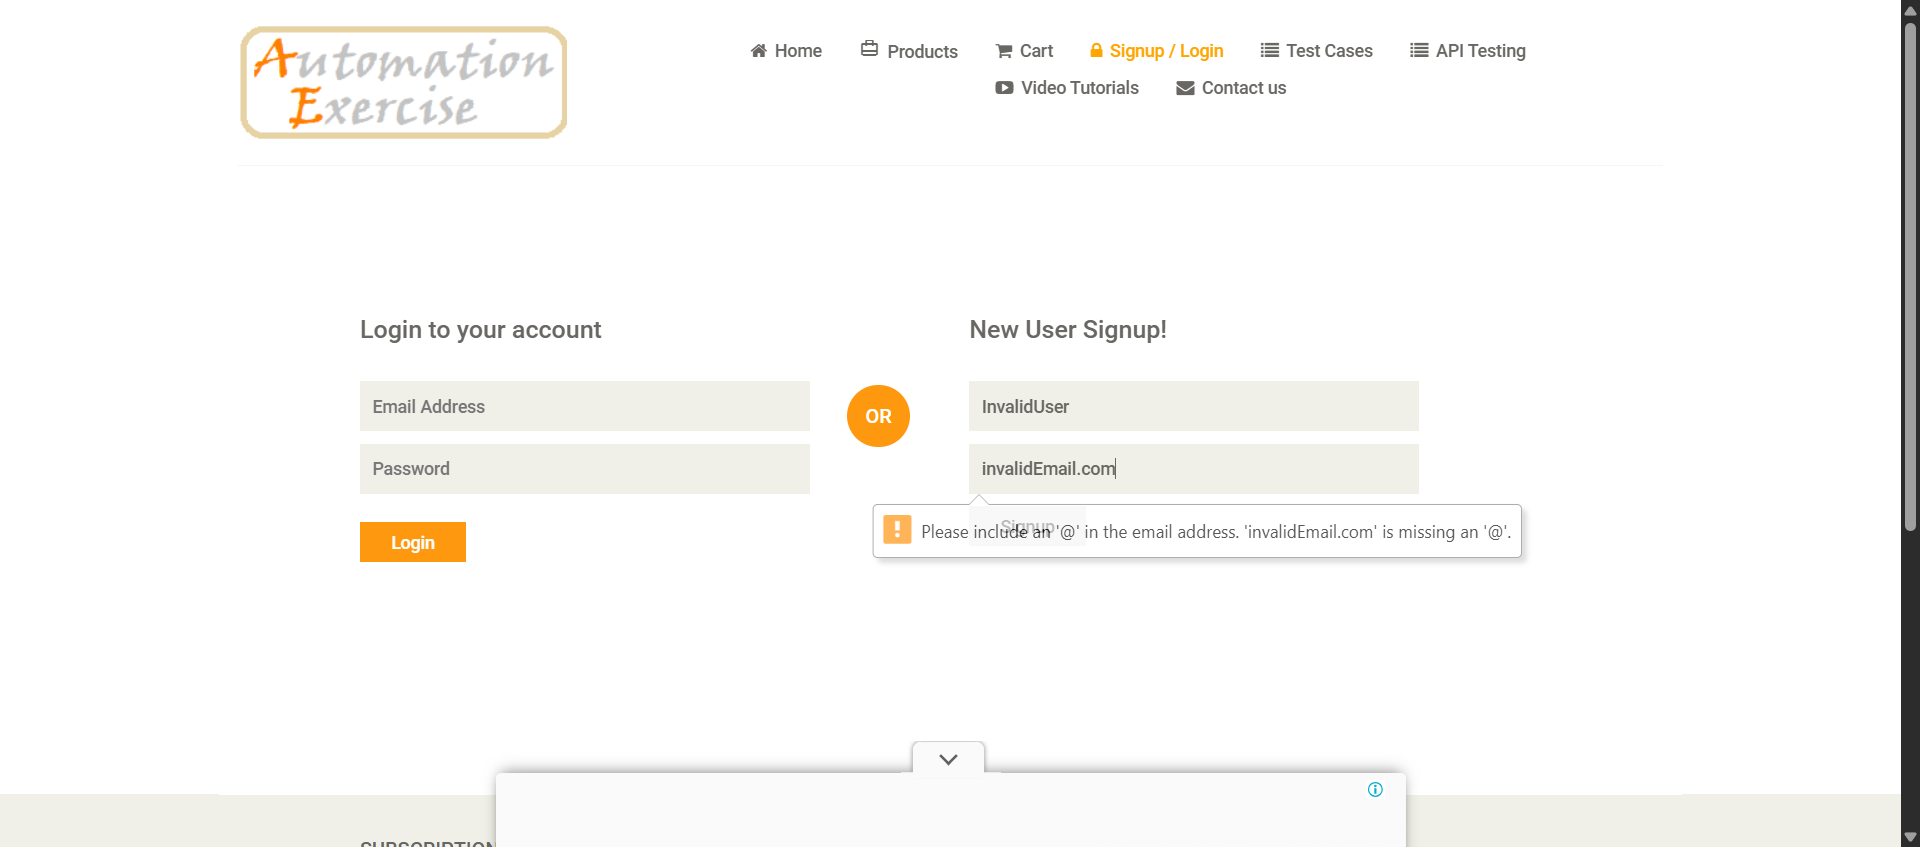 Automation
Exercise
Home
Products
Cart
Signup / Login
Test Cases
API Testing
Video Tutorials
Contact us
Login to your account
New User Signup!
Email Address
OR
InvalidUser
Password
invalidEmail.com
Signup
Please include an '@' in the email address. 'invalidEmail.com' is missing an '@'.
Login
SUBSCRIPTION